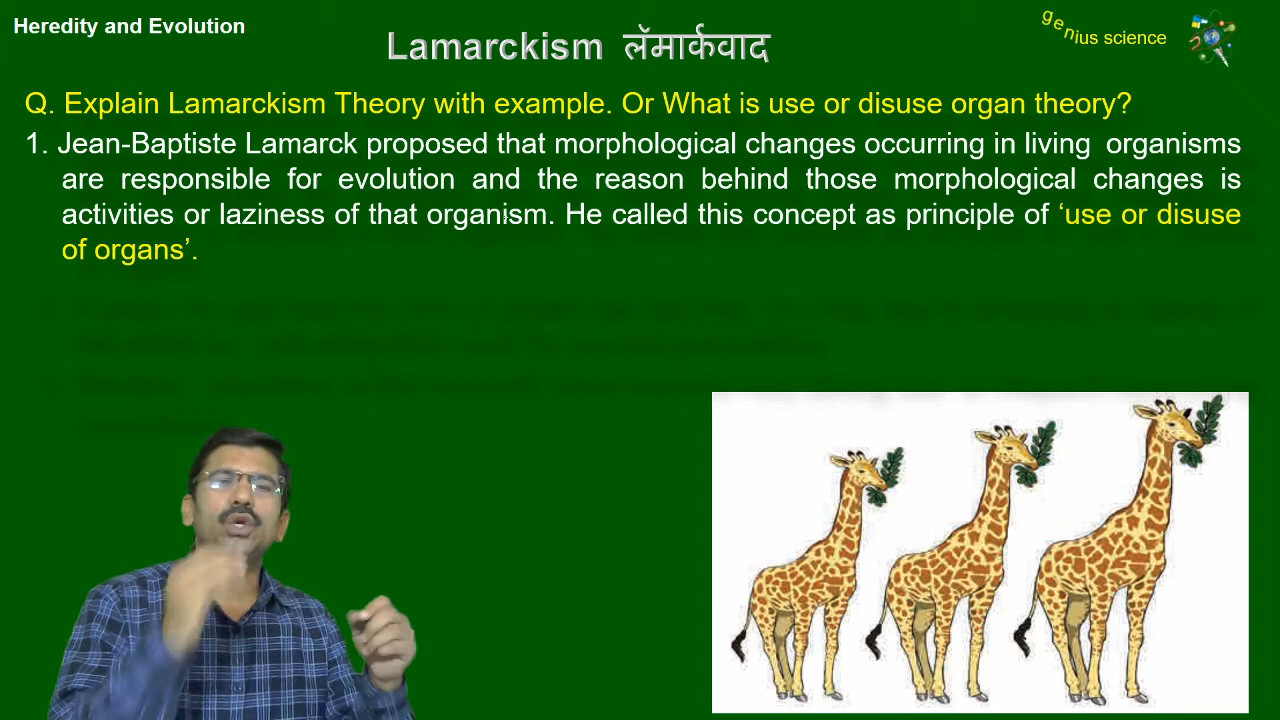 Heredity and Evolution
Lamarckism लॅमार्कवाद
genius science
Q. Explain Lamarckism Theory with example. Or What is use or disuse organ theory?
1. Jean-Baptiste Lamarck proposed that morphological changes occurring in living organisms
are responsible for evolution and the reason behind those morphological changes is
activities or laziness of that organism. He called this concept as principle of ‘use or disuse
of organs’.